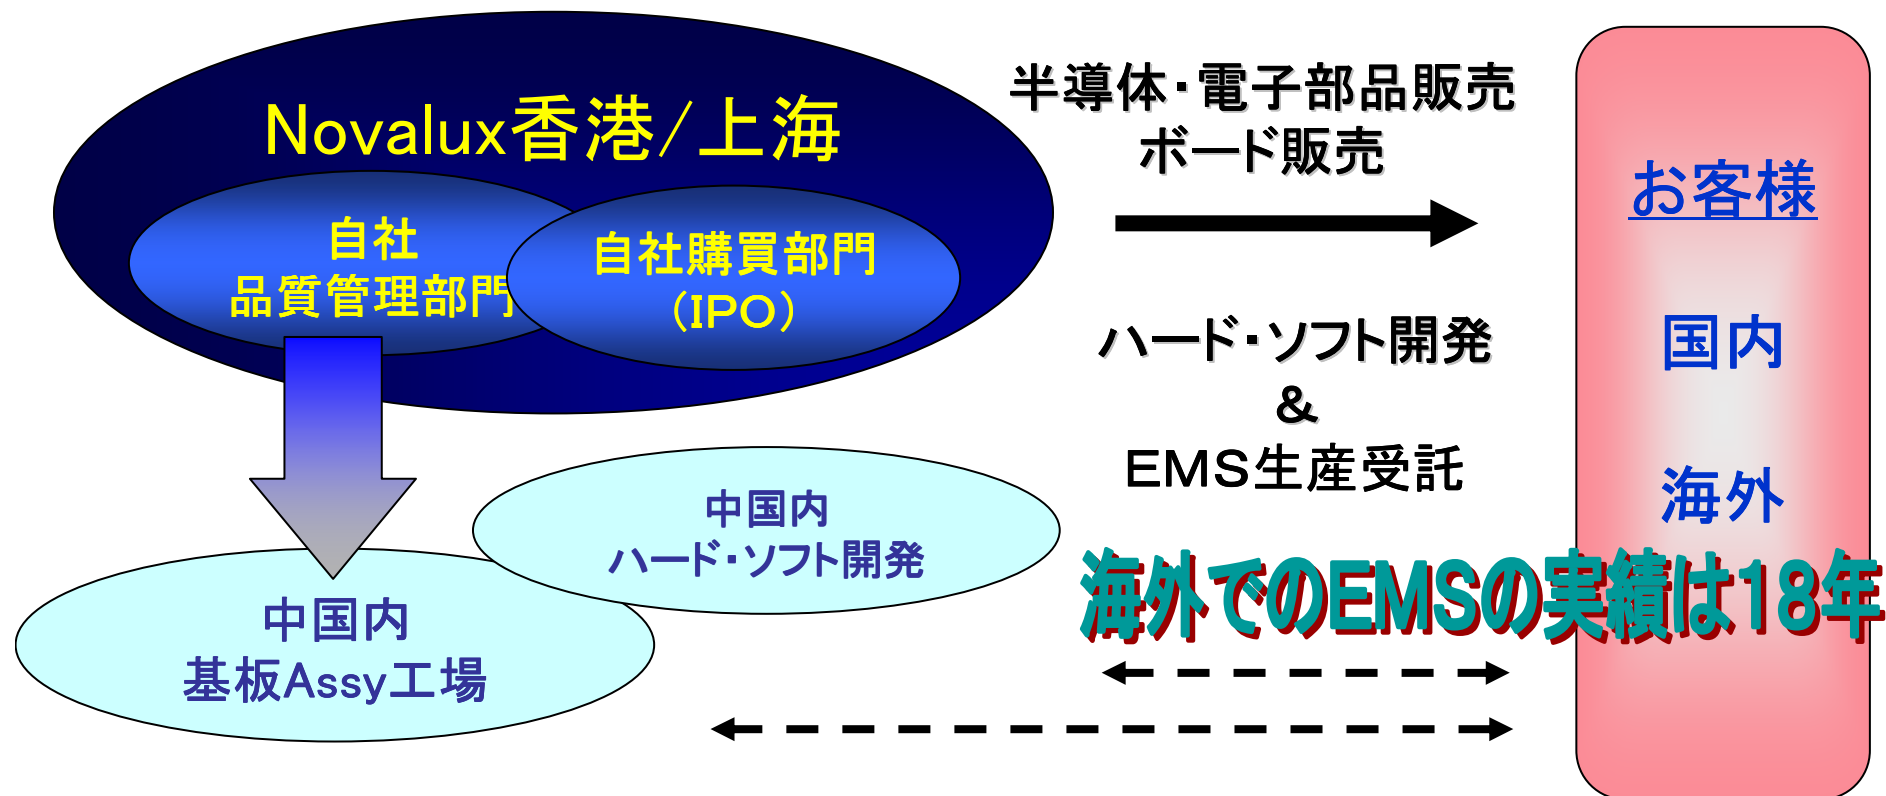 Novalux香港/上海
自社
品質管理部門
自社購買部門
(IPO)
中国内
ハード・ソフト開発
中国内
基板Assy工場
半導体・電子部品販売
ボード販売
ハード・ソフト開発
&
EMS生産受託
海外でのEMSの実績は18年
お客様
国内
海外